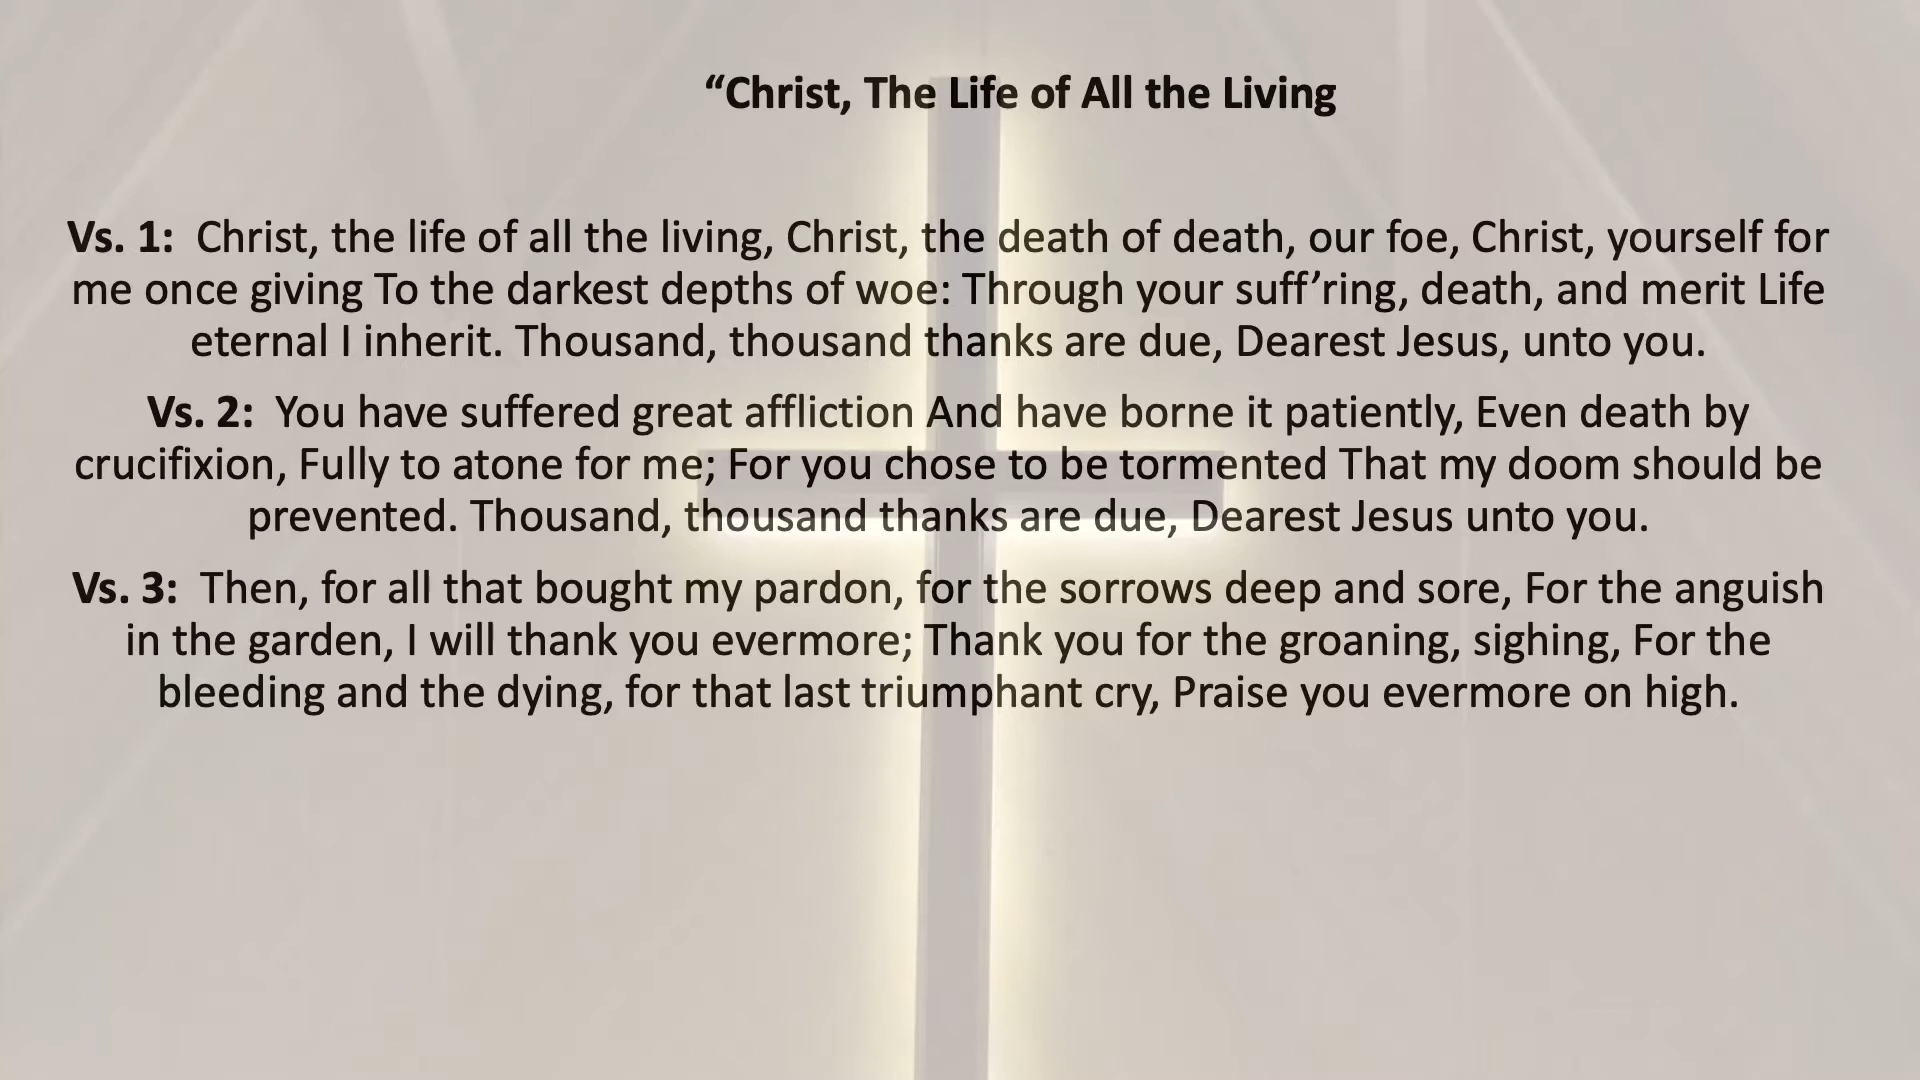 “Christ, The Life of All the Living
Vs. 1:  Christ, the life of all the living, Christ, the death of death, our foe, Christ, yourself for
me once giving To the darkest depths of woe: Through your suff’ring, death, and merit Life
eternal I inherit. Thousand, thousand thanks are due, Dearest Jesus, unto you.
Vs. 2:  You have suffered great affliction And have borne it patiently, Even death by
crucifixion, Fully to atone for me; For you chose to be tormented That my doom should be
prevented. Thousand, thousand thanks are due, Dearest Jesus unto you.
Vs. 3:  Then, for all that bought my pardon, for the sorrows deep and sore, For the anguish
in the garden, I will thank you evermore; Thank you for the groaning, sighing, For the
bleeding and the dying, for that last triumphant cry, Praise you evermore on high.